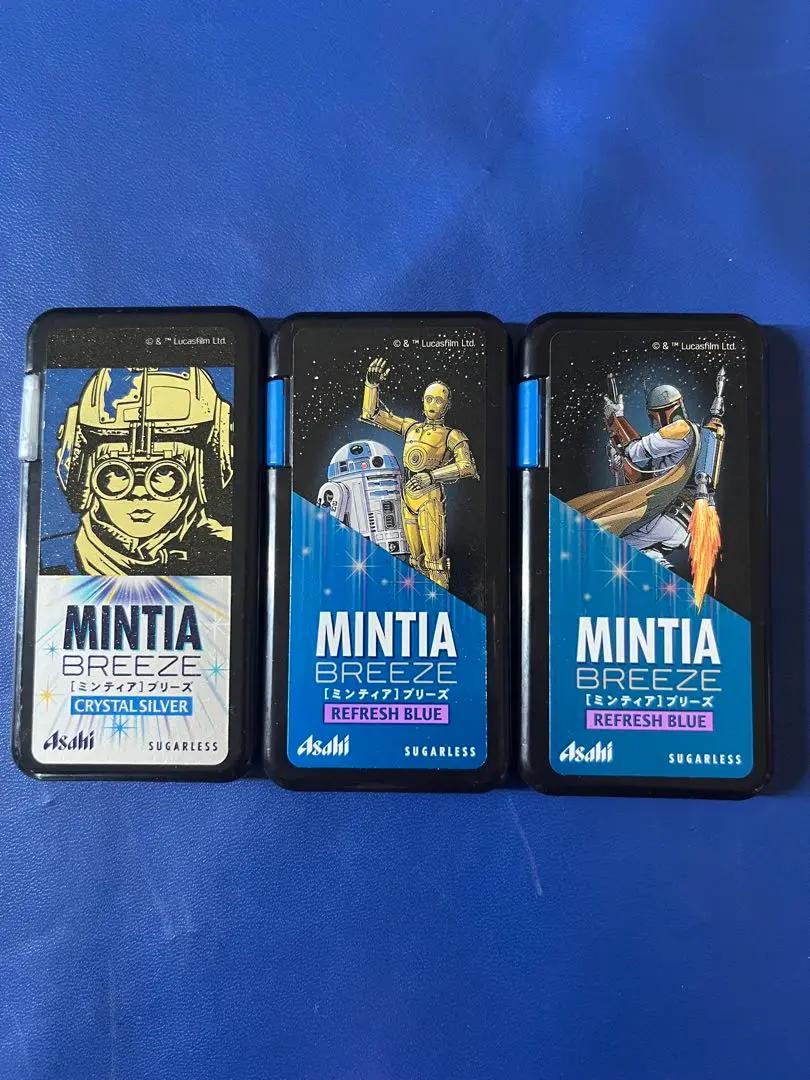 © & ™ Lucasfilm Ltd.
MINTIA
BREEZE
[ミンティア]ブリーズ
CRYSTAL SILVER
Asahi
SUGARLESS
© & ™ Lucasfilm Ltd.
MINTIA
BREEZE
[ミンティア]ブリーズ
REFRESH BLUE
Asahi
SUGARLESS
© & ™ Lucasfilm Ltd.
MINTIA
BREEZE
[ミンティア]ブリーズ
REFRESH BLUE
Asahi
SUGARLESS